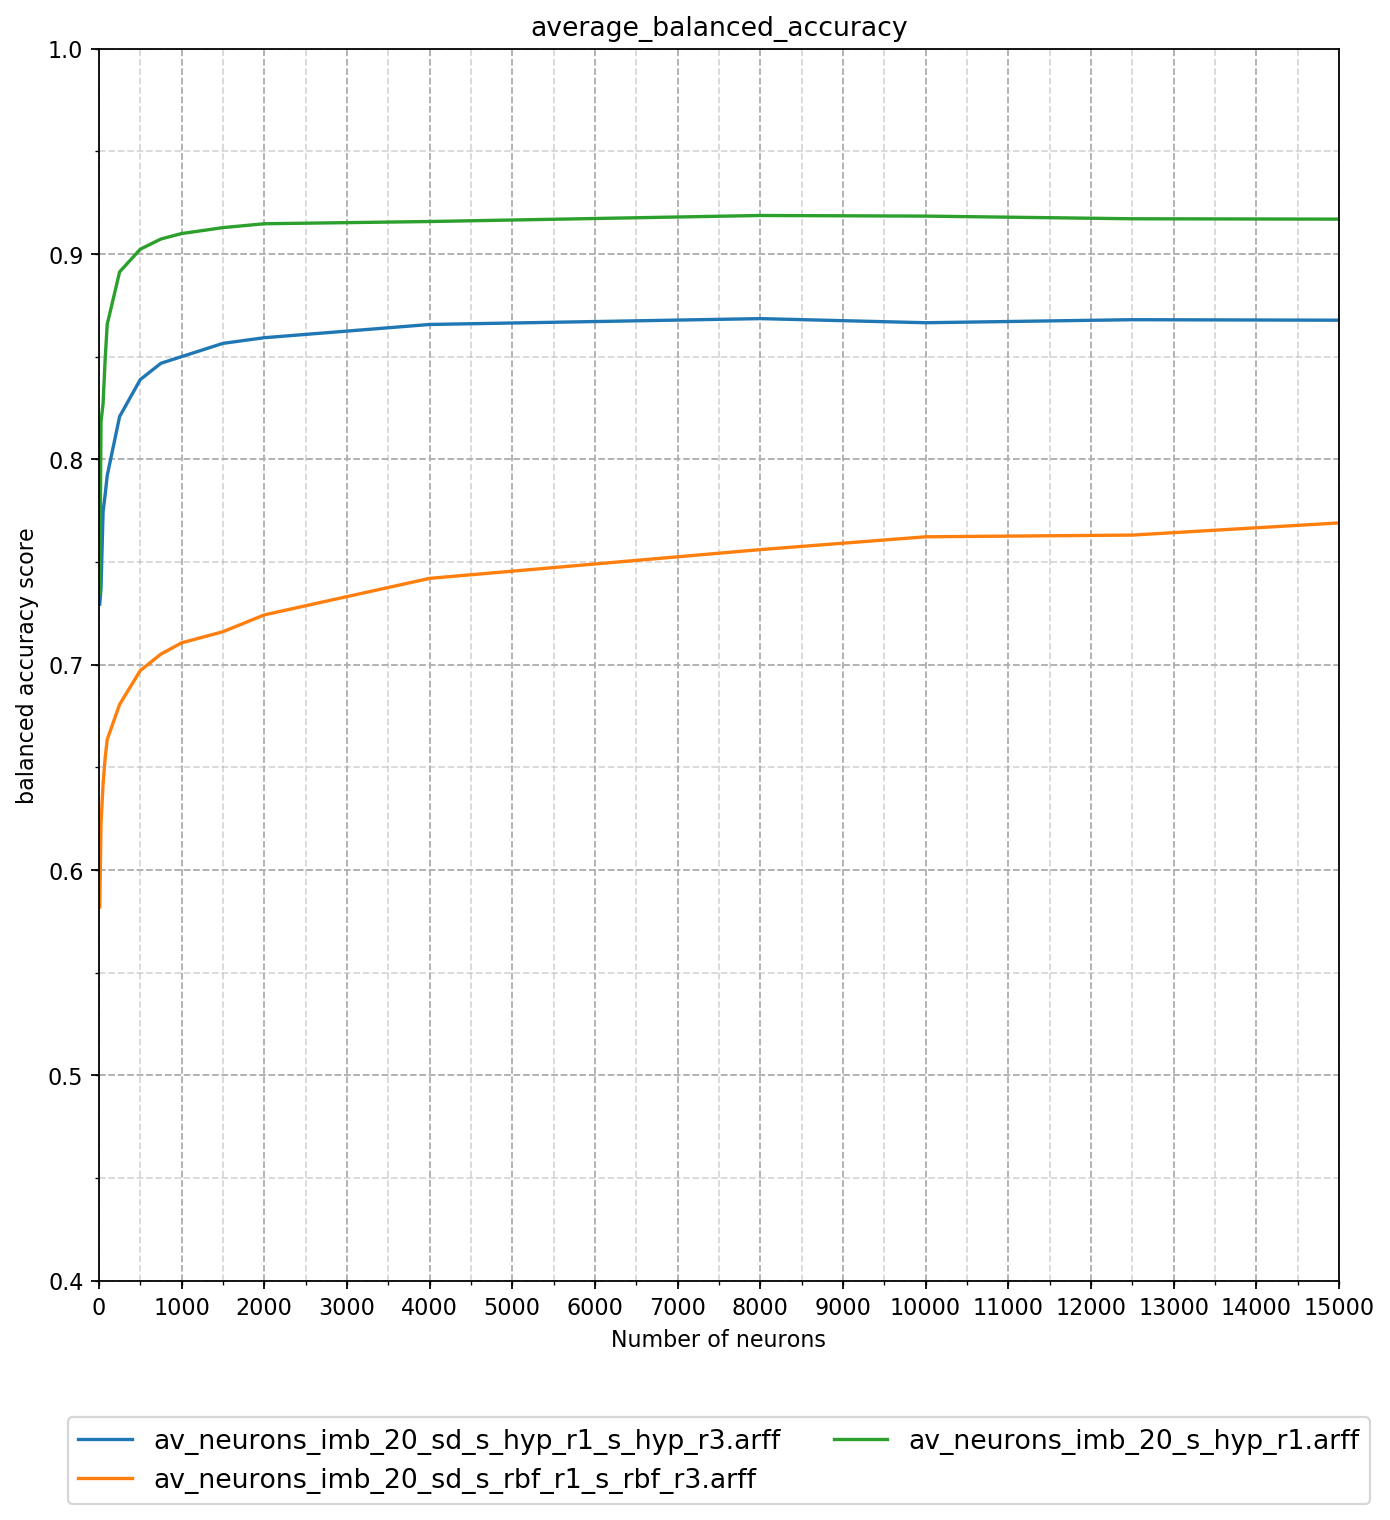 average_balanced_accuracy
1.0
0.9
0.8
0.7
0.6
0.5
0.4
balanced accuracy score
0 1000 2000 3000 4000 5000 6000 7000 8000 9000 10000 11000 12000 13000 14000 15000
Number of neurons
av_neurons_imb_20_sd_s_hyp_r1_s_hyp_r3.arff
av_neurons_imb_20_sd_s_rbf_r1_s_rbf_r3.arff
av_neurons_imb_20_s_hyp_r1.arff